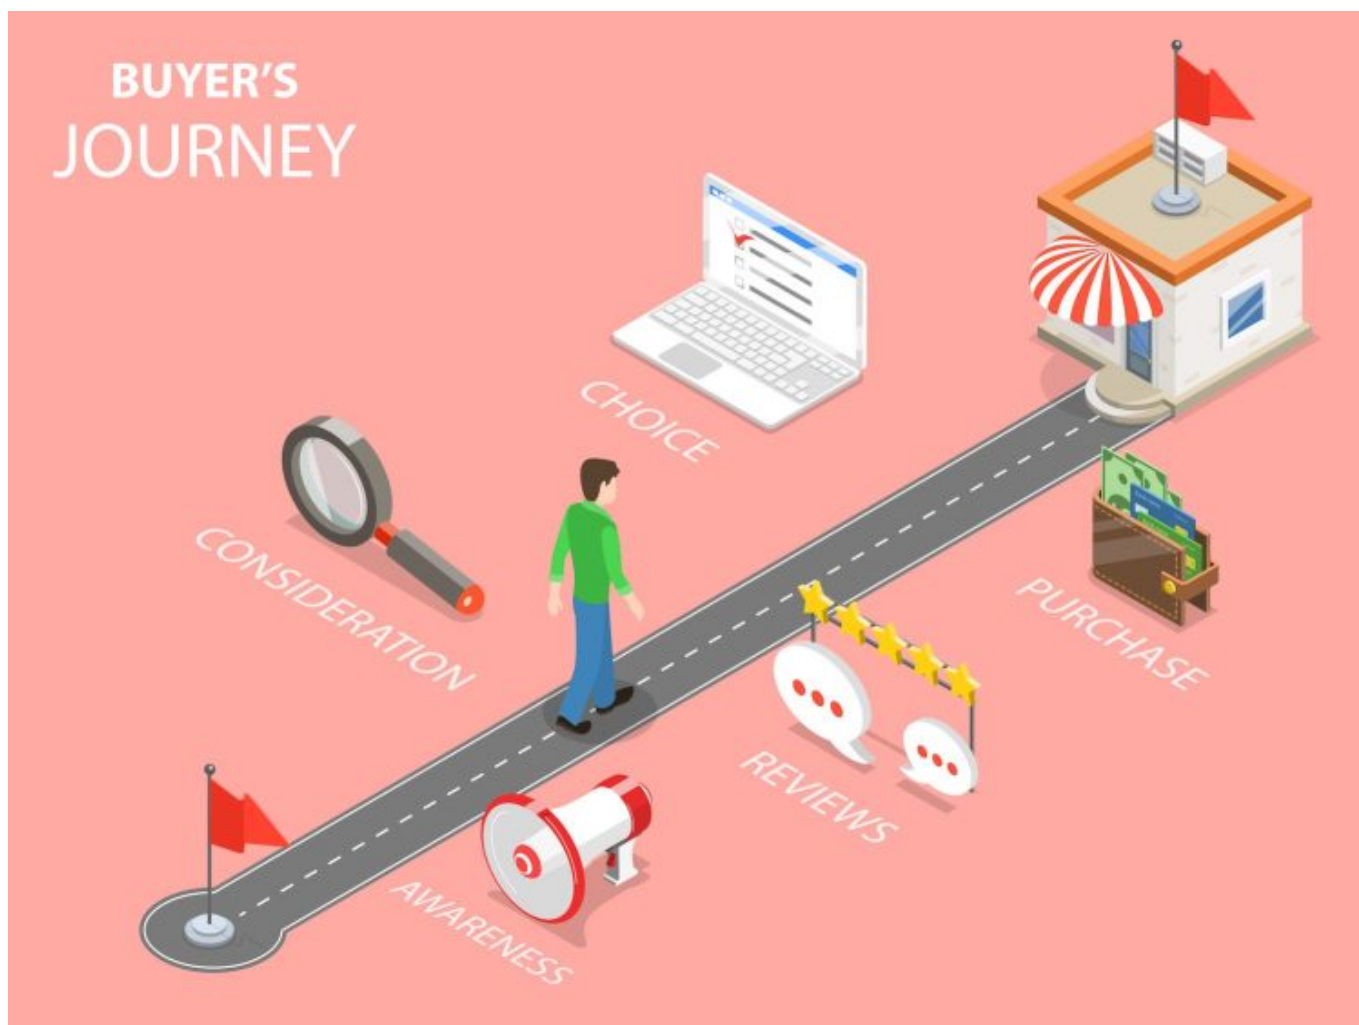 BUYER'S
JOURNEY
CHOICE
CONSIDERATION
PURCHASE
REVIEWS
AWARENESS